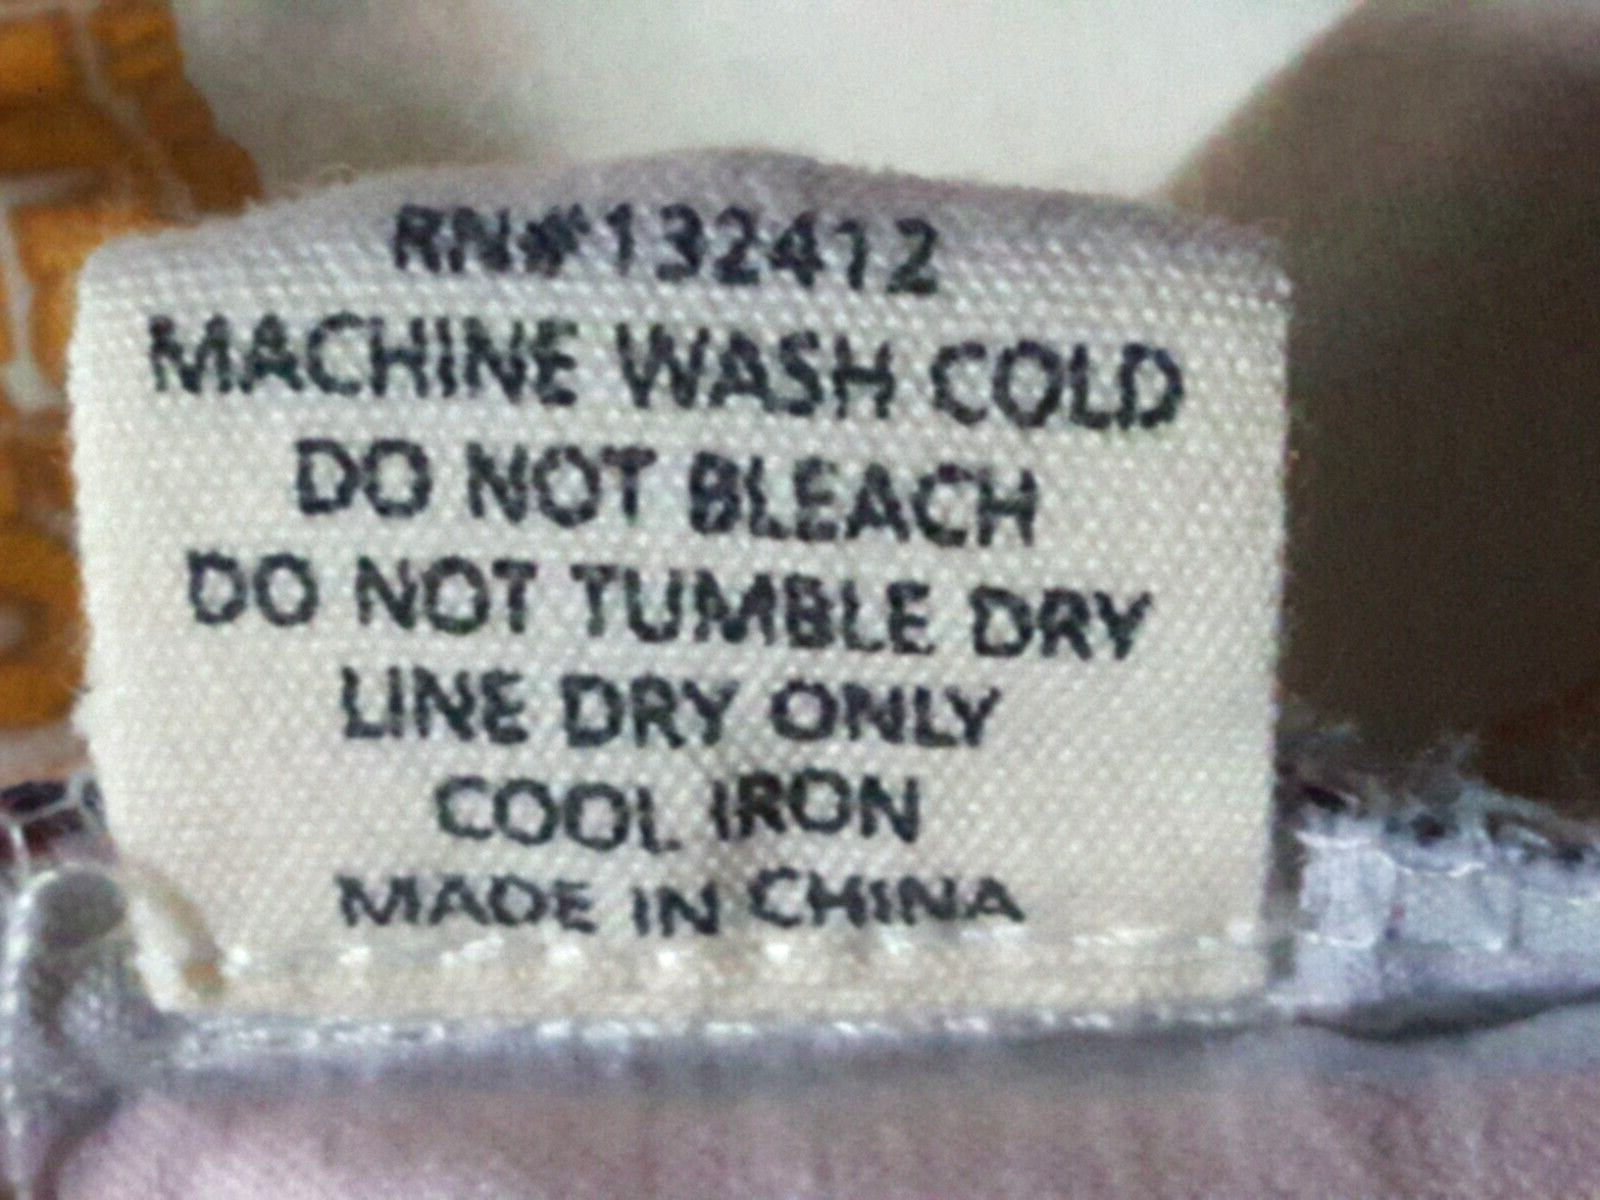 RN#132412
MACHINE WASH COLD
DO NOT BLEACH
DO NOT TUMBLE DRY
LINE DRY ONLY
COOL IRON
MADE IN CHINA